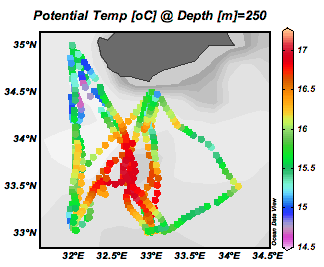 Potential Temp [oC] @ Depth [m]=250
35°N
34.5°N
34°N
33.5°N
33°N
32°E
32.5°E
33°E
33.5°E
34°E
34.5°E
Ocean Data View
17
16.5
16
15.5
15
14.5